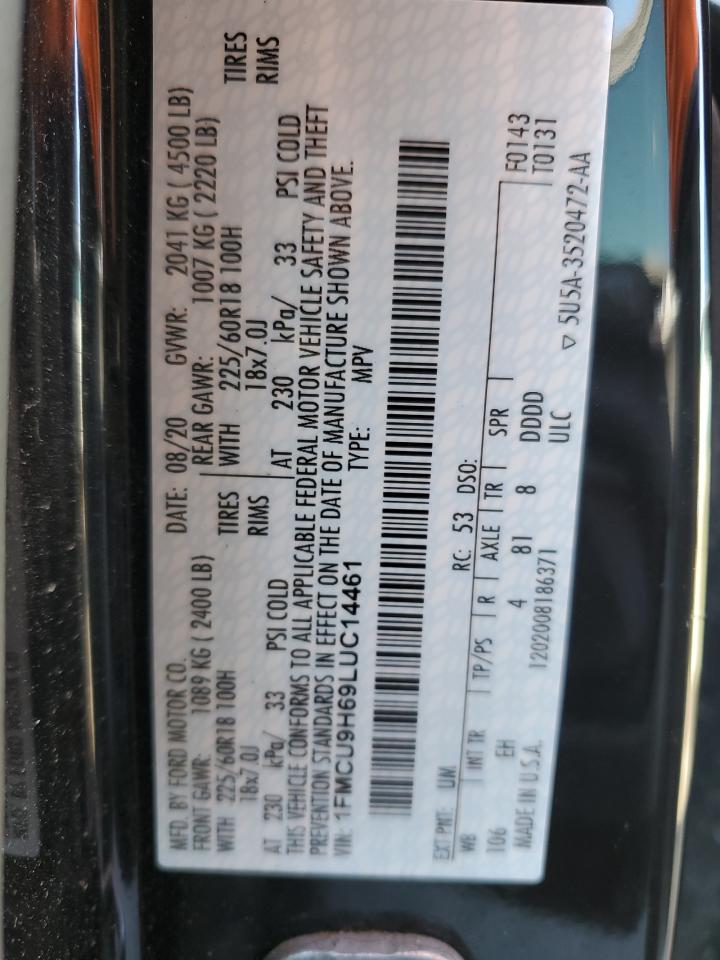 MFD. BY FORD MOTOR CO.
DATE: 08/20 GVWR: 2041 KG ( 4500 LB)
FRONT GAWR: 1089 KG ( 2400 LB) REAR GAWR: 1007 KG ( 2220 LB)
WITH 225/60R18 100H TIRES WITH 225/60R18 100H TIRES
18x7.0J RIMS 18x7.0J RIMS
AT 230 kPa/ 33 PSI COLD AT 230 kPa/ 33 PSI COLD
THIS VEHICLE CONFORMS TO ALL APPLICABLE FEDERAL MOTOR VEHICLE SAFETY AND THEFT
PREVENTION STANDARDS IN EFFECT ON THE DATE OF MANUFACTURE SHOWN ABOVE.
VIN: 1FMCU9H69LUC14461 TYPE: MPV
EXT PNT: UM RC: 53 DSO:
WB INT TR TP/PS R AXLE TR SPR F0143
106 EH 4 81 8 DDDD T0131
MADE IN U.S.A. 1202008186371 ULC
▽ 5U5A-3520472-AA